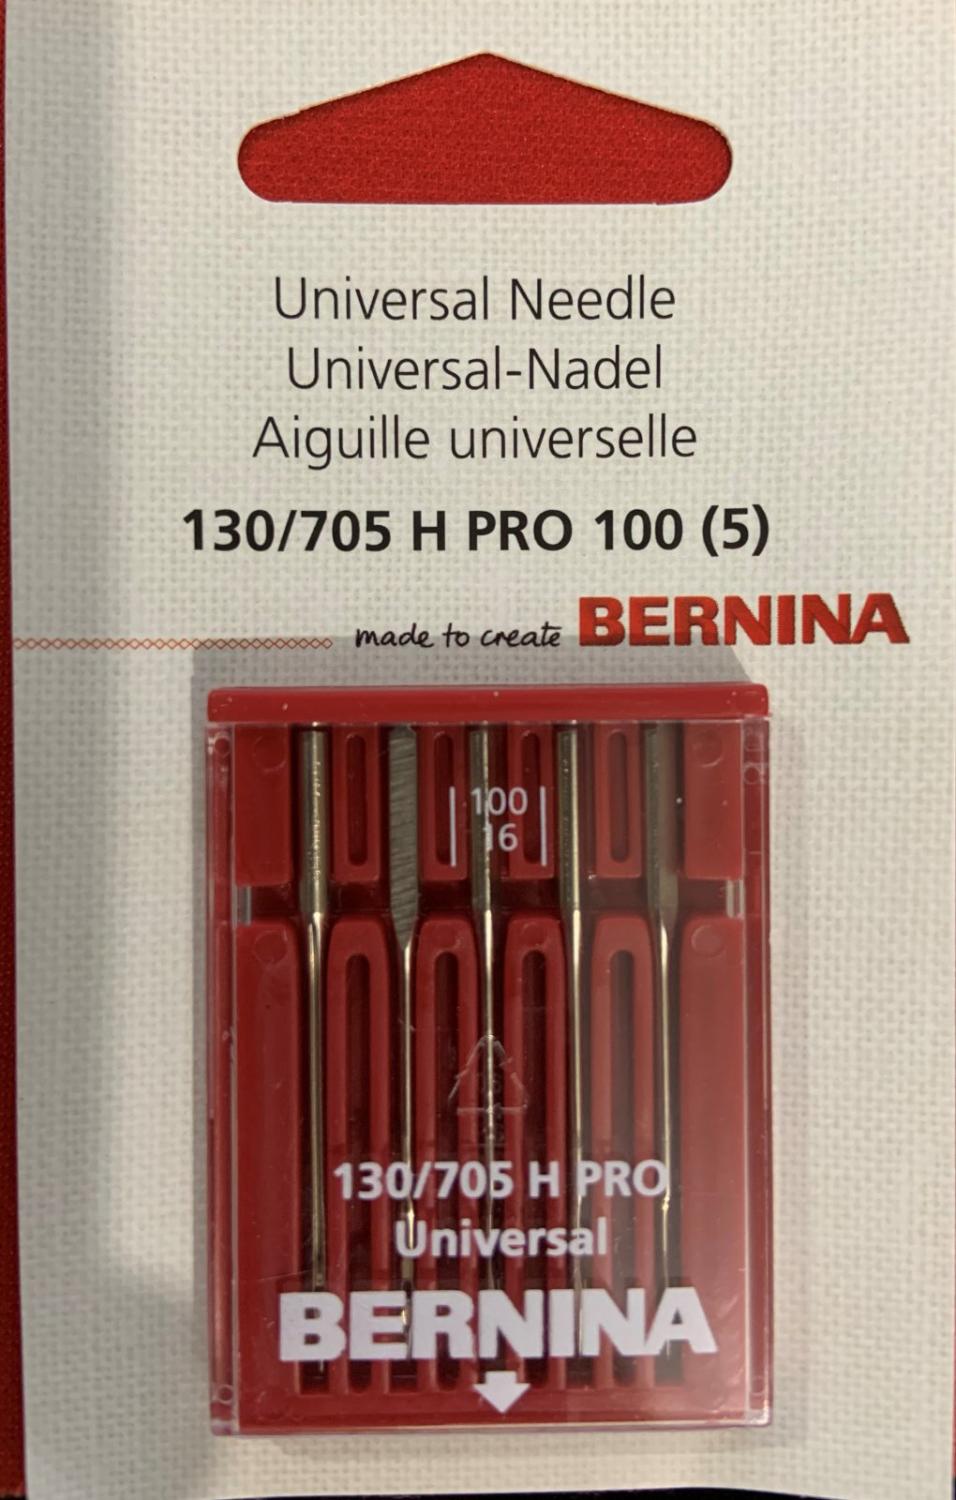 Universal Needle
Universal-Nadel
Aiguille universelle
130/705 H PRO 100 (5)
made to create BERNINA
100
16
130/705 H PRO
Universal
BERNINA